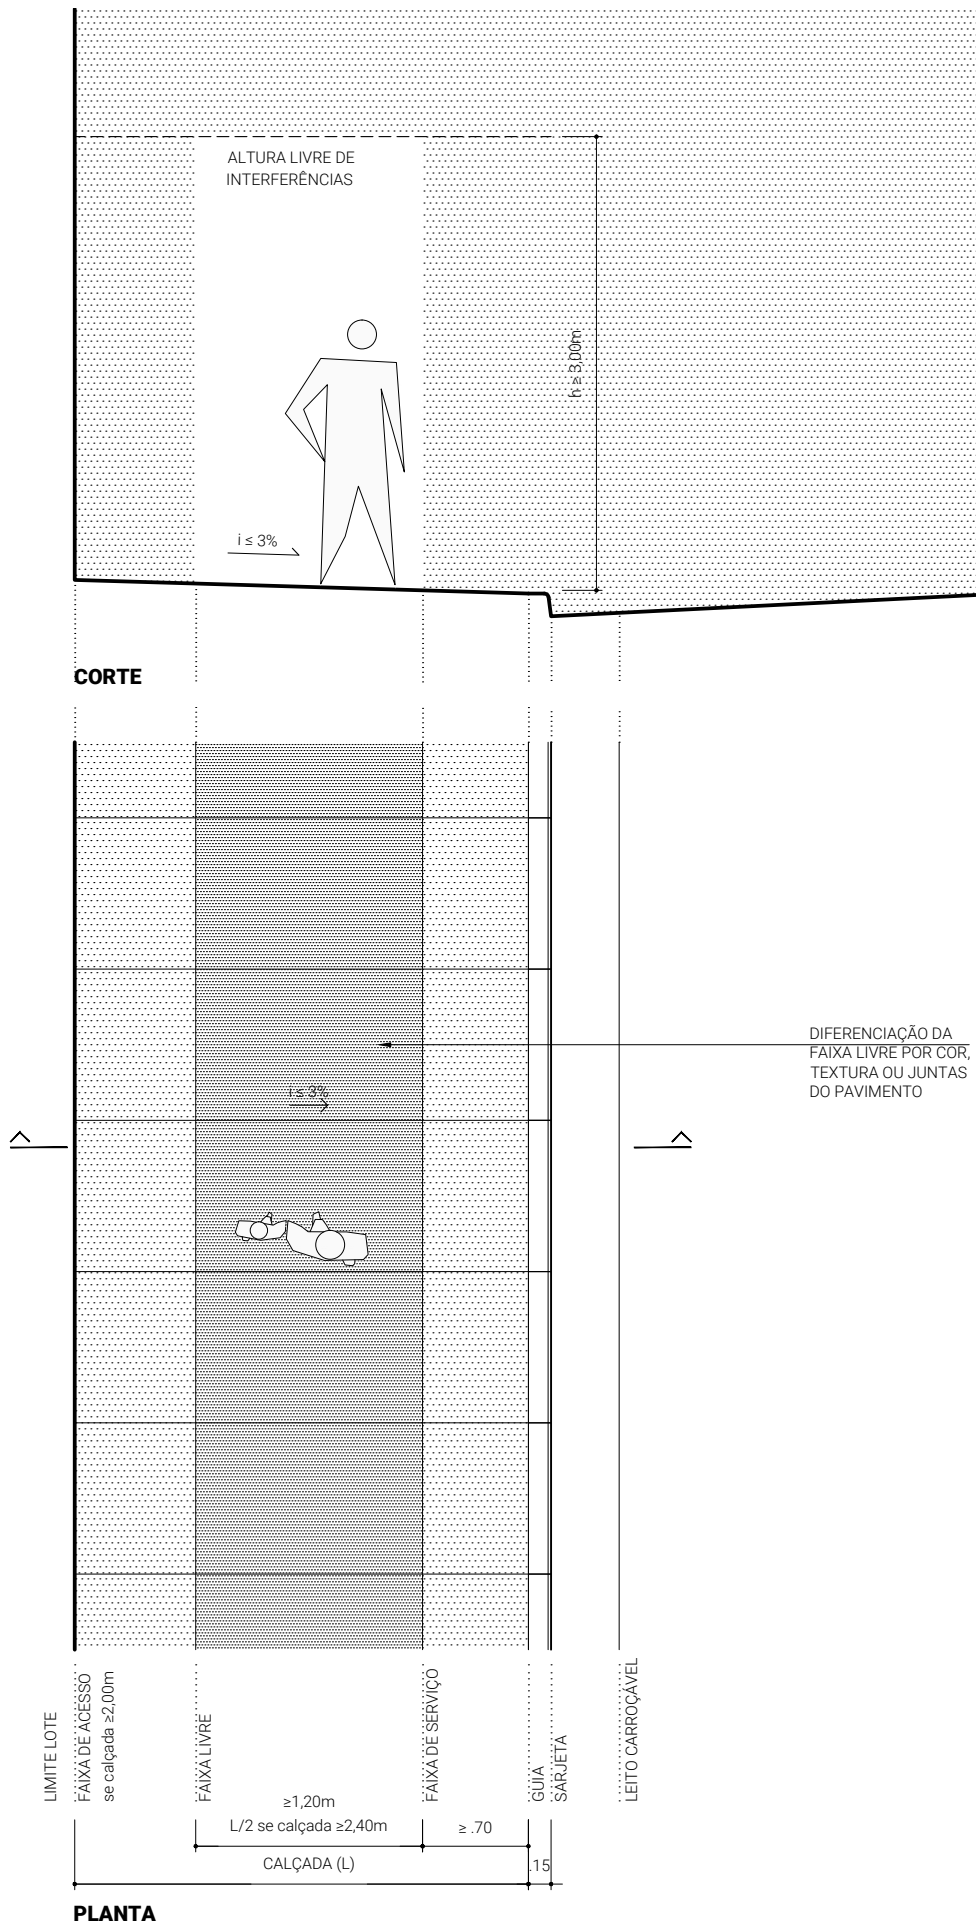 ALTURA LIVRE DE
INTERFERÊNCIAS
h ≥ 3,00m
i ≤ 3%
CORTE
DIFERENCIAÇÃO DA
FAIXA LIVRE POR COR,
TEXTURA OU JUNTAS
DO PAVIMENTO
i ≤ 3%
LIMITE LOTE
FAIXA DE ACESSO
se calçada ≥2,00m
FAIXA LIVRE
FAIXA DE SERVIÇO
GUIA
SARJETA
LEITO CARROÇÁVEL
≥1,20m
L/2 se calçada ≥2,40m
≥ .70
CALÇADA (L)
.15
PLANTA